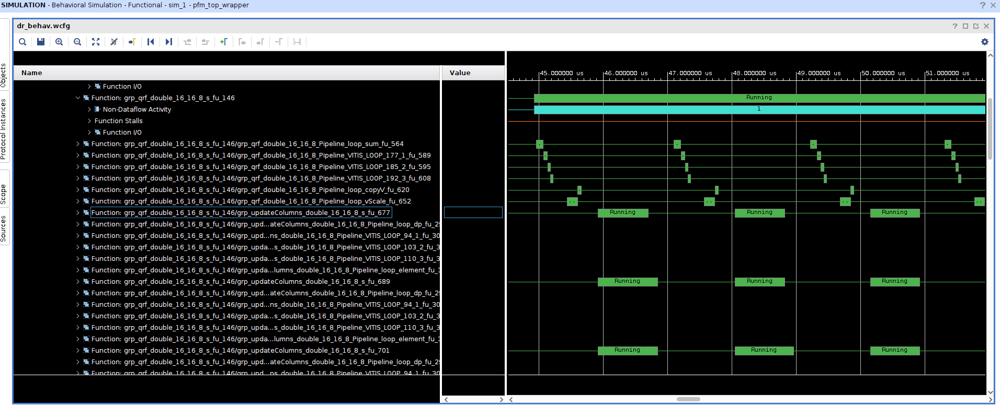 SIMULATION - Behavioral Simulation - Functional - sim_1 - pfm_top_wrapper
dr_behav.wcfg
Objects
Protocol Instances
Scope
Sources
Name
Value
45.000000 us
46.000000 us
47.000000 us
48.000000 us
49.000000 us
50.000000 us
51.000000 us
Function I/O
Function: grp_qrf_double_16_16_8_s_fu_146
Running
Non-Dataflow Activity
1
Function Stalls
Function I/O
Function: grp_qrf_double_16_16_8_s_fu_146/grp_qrf_double_16_16_8_Pipeline_loop_sum_fu_564
Function: grp_qrf_double_16_16_8_s_fu_146/grp_qrf_double_16_16_8_Pipeline_VITIS_LOOP_177_1_fu_589
Function: grp_qrf_double_16_16_8_s_fu_146/grp_qrf_double_16_16_8_Pipeline_VITIS_LOOP_185_2_fu_595
Function: grp_qrf_double_16_16_8_s_fu_146/grp_qrf_double_16_16_8_Pipeline_VITIS_LOOP_192_3_fu_608
Function: grp_qrf_double_16_16_8_s_fu_146/grp_qrf_double_16_16_8_Pipeline_loop_copyV_fu_620
Function: grp_qrf_double_16_16_8_s_fu_146/grp_qrf_double_16_16_8_Pipeline_loop_vScale_fu_652
Function: grp_qrf_double_16_16_8_s_fu_146/grp_updateColumns_double_16_16_8_s_fu_677
Running Running Running
Function: grp_qrf_double_16_16_8_s_fu_146/grp_upd...ateColumns_double_16_16_8_Pipeline_loop_dp_fu_29
Function: grp_qrf_double_16_16_8_s_fu_146/grp_upd...ns_double_16_16_8_Pipeline_VITIS_LOOP_94_1_fu_30
Function: grp_qrf_double_16_16_8_s_fu_146/grp_upda...s_double_16_16_8_Pipeline_VITIS_LOOP_103_2_fu_3
Function: grp_qrf_double_16_16_8_s_fu_146/grp_upda...s_double_16_16_8_Pipeline_VITIS_LOOP_110_3_fu_3
Function: grp_qrf_double_16_16_8_s_fu_146/grp_upda...lumns_double_16_16_8_Pipeline_loop_element_fu_3
Function: grp_qrf_double_16_16_8_s_fu_146/grp_updateColumns_double_16_16_8_s_fu_689
Running Running Running
Function: grp_qrf_double_16_16_8_s_fu_146/grp_upd...ateColumns_double_16_16_8_Pipeline_loop_dp_fu_29
Function: grp_qrf_double_16_16_8_s_fu_146/grp_upd...ns_double_16_16_8_Pipeline_VITIS_LOOP_94_1_fu_30
Function: grp_qrf_double_16_16_8_s_fu_146/grp_upda...s_double_16_16_8_Pipeline_VITIS_LOOP_103_2_fu_3
Function: grp_qrf_double_16_16_8_s_fu_146/grp_upda...s_double_16_16_8_Pipeline_VITIS_LOOP_110_3_fu_3
Function: grp_qrf_double_16_16_8_s_fu_146/grp_upda...lumns_double_16_16_8_Pipeline_loop_element_fu_3
Function: grp_qrf_double_16_16_8_s_fu_146/grp_updateColumns_double_16_16_8_s_fu_701
Running Running Running
Function: grp_qrf_double_16_16_8_s_fu_146/grp_upd...ateColumns_double_16_16_8_Pipeline_loop_dp_fu_29
Function: grp_qrf_double_16_16_8_s_fu_146/grp_upd...ns_double_16_16_8_Pipeline_VITIS_LOOP_94_1_fu_30